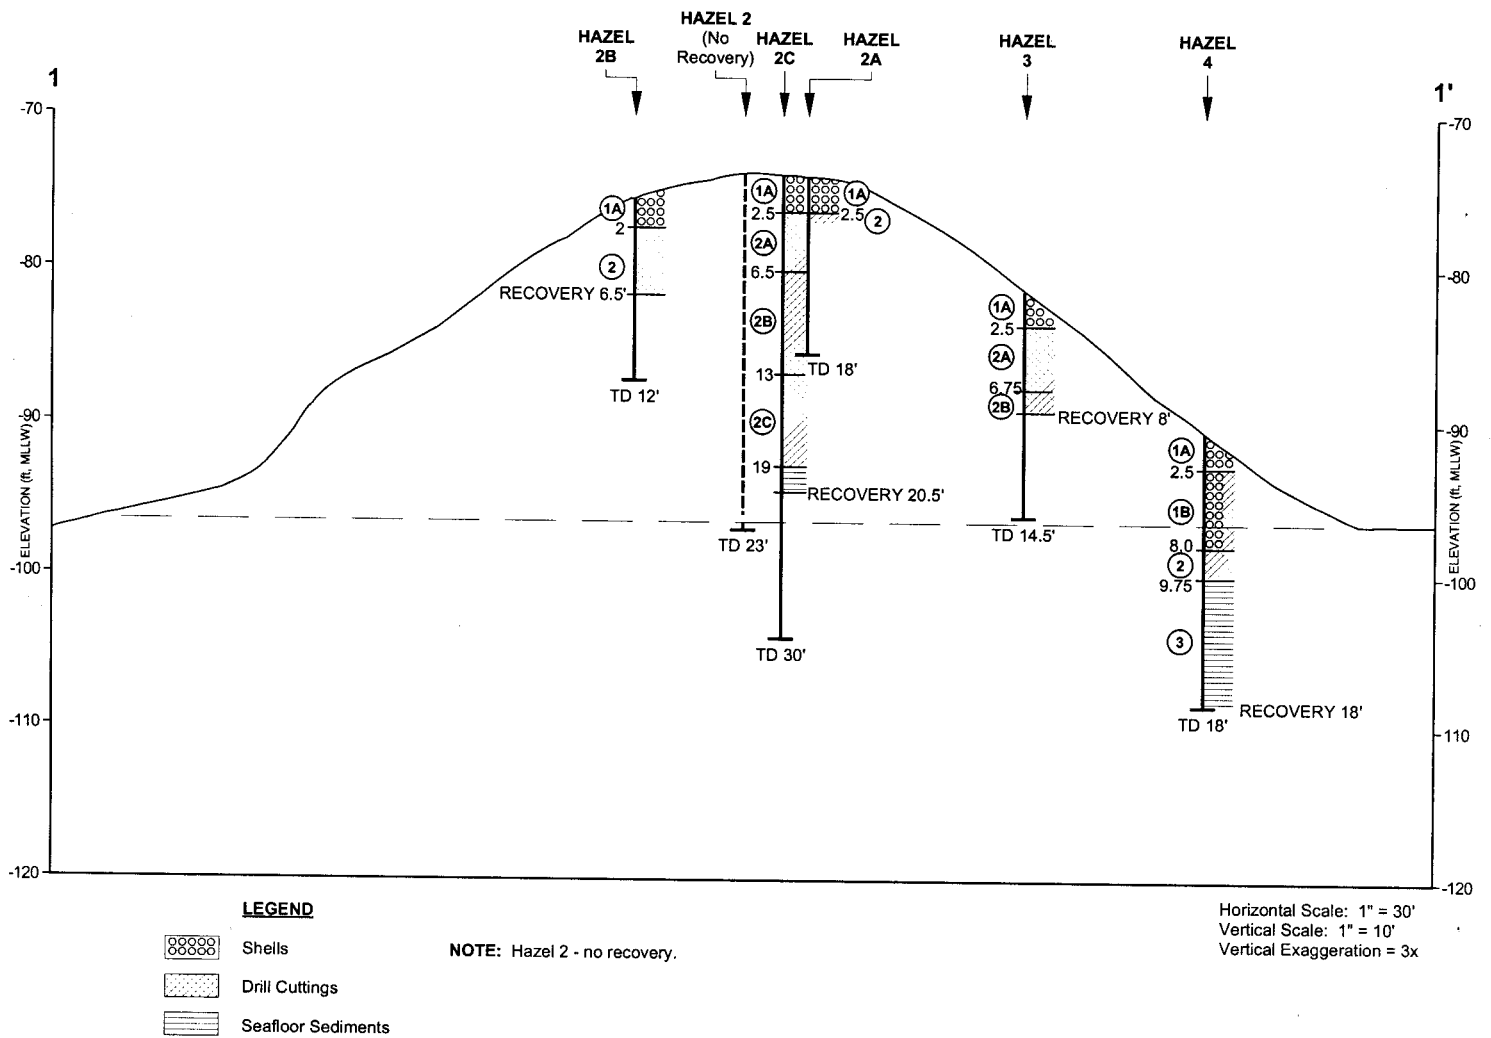 HAZEL 2
(No
Recovery)
HAZEL
2B
HAZEL
2C
HAZEL
2A
HAZEL
3
HAZEL
4
1
1'
-70
-80
-90
-100
-110
-120
ELEVATION (ft, MLLW)
-70
-80
-90
-100
-110
-120
ELEVATION (ft, MLLW)
1A
2
2
RECOVERY 6.5'
TD 12'
TD 23'
1A
2.5
2A
6.5
2B
13
2C
19
RECOVERY 20.5'
TD 30'
1A
2.5
2
TD 18'
1A
2.5
2A
6.75
2B
RECOVERY 8'
TD 14.5'
1A
2.5
1B
8.0
2
9.75
3
RECOVERY 18'
TD 18'
LEGEND
Shells
Drill Cuttings
Seafloor Sediments
NOTE: Hazel 2 - no recovery.
Horizontal Scale: 1" = 30'
Vertical Scale: 1" = 10'
Vertical Exaggeration = 3x